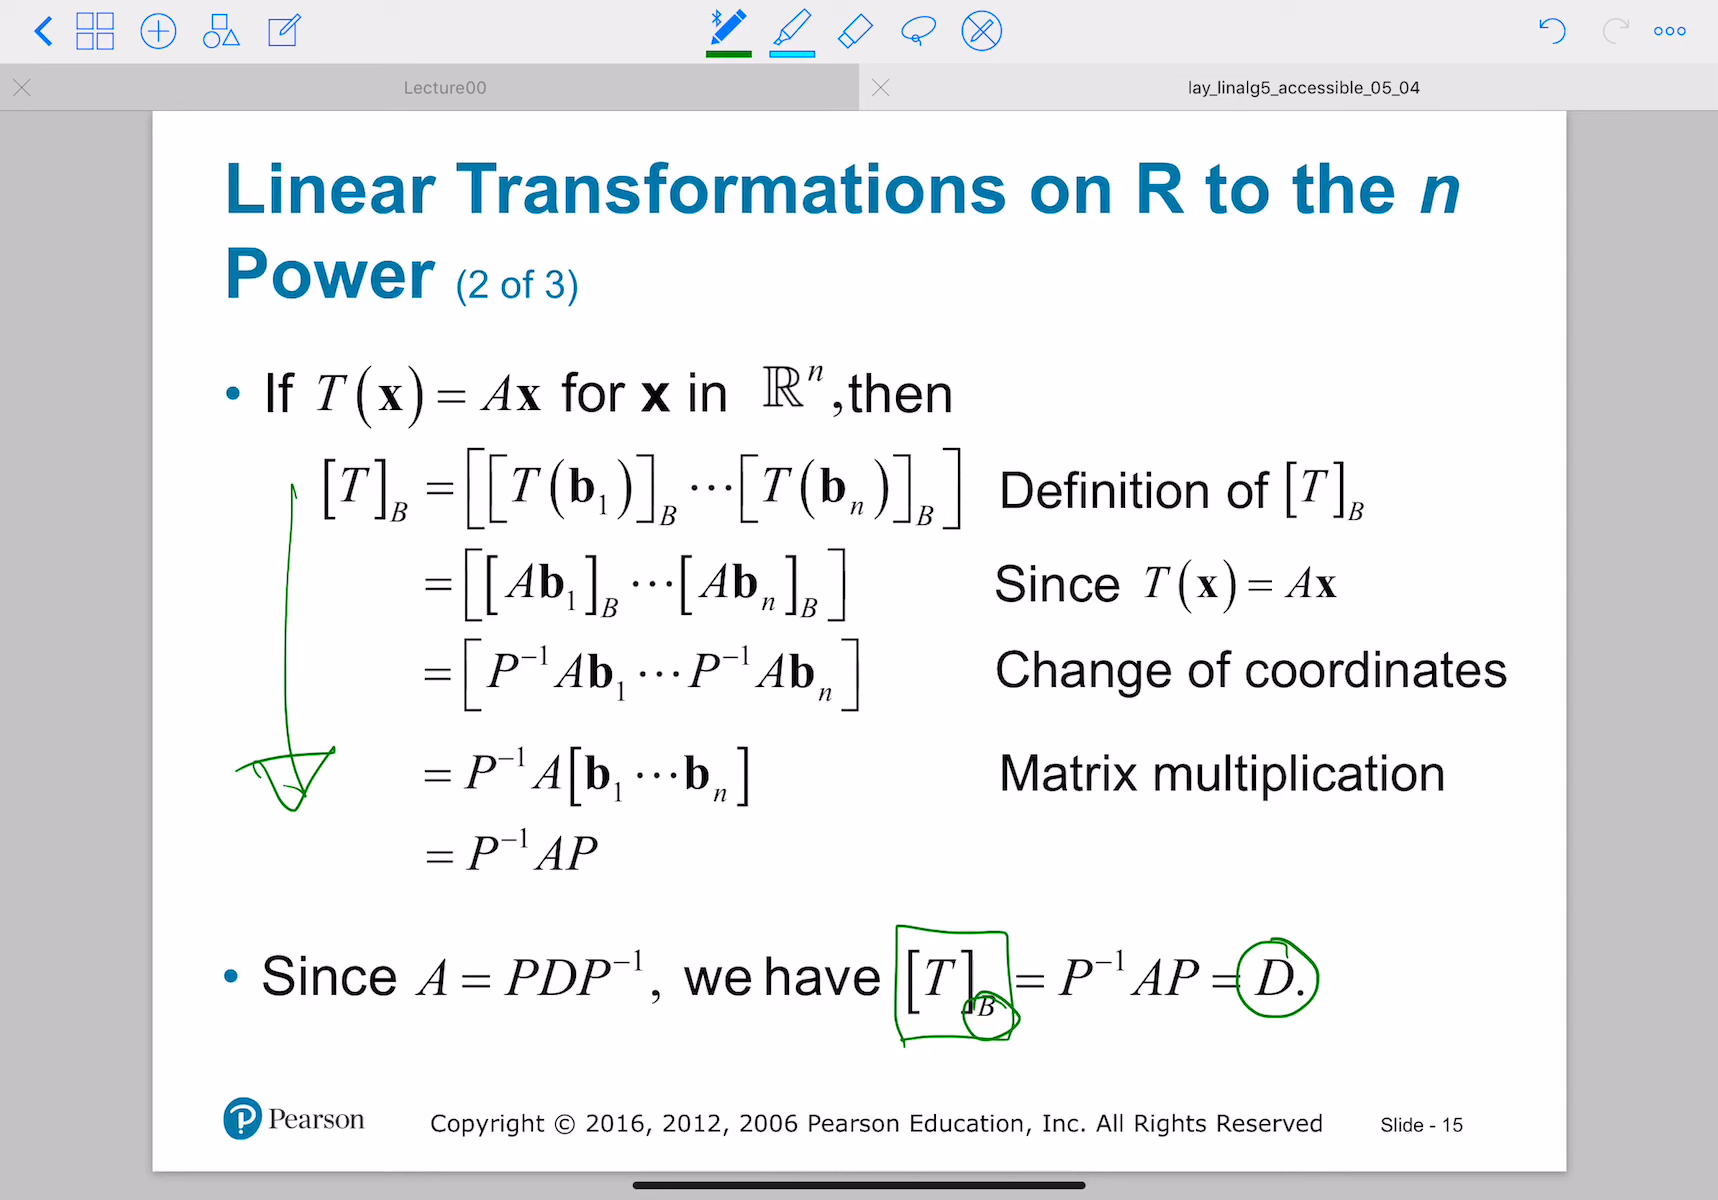 Lecture00
lay_linalg5_accessible_05_04
Linear Transformations on R to the n
Power (2 of 3)
• If T(x) = Ax for x in ℝⁿ, then
[T]_B = [[T(b₁)]_B ⋯ [T(bₙ)]_B] Definition of [T]_B
= [[Ab₁]_B ⋯ [Abₙ]_B] Since T(x) = Ax
= [P⁻¹Ab₁ ⋯ P⁻¹Abₙ] Change of coordinates
= P⁻¹A[b₁ ⋯ bₙ] Matrix multiplication
= P⁻¹AP
• Since A = PDP⁻¹, we have [T]_B = P⁻¹AP = D.
Pearson Copyright © 2016, 2012, 2006 Pearson Education, Inc. All Rights Reserved Slide - 15